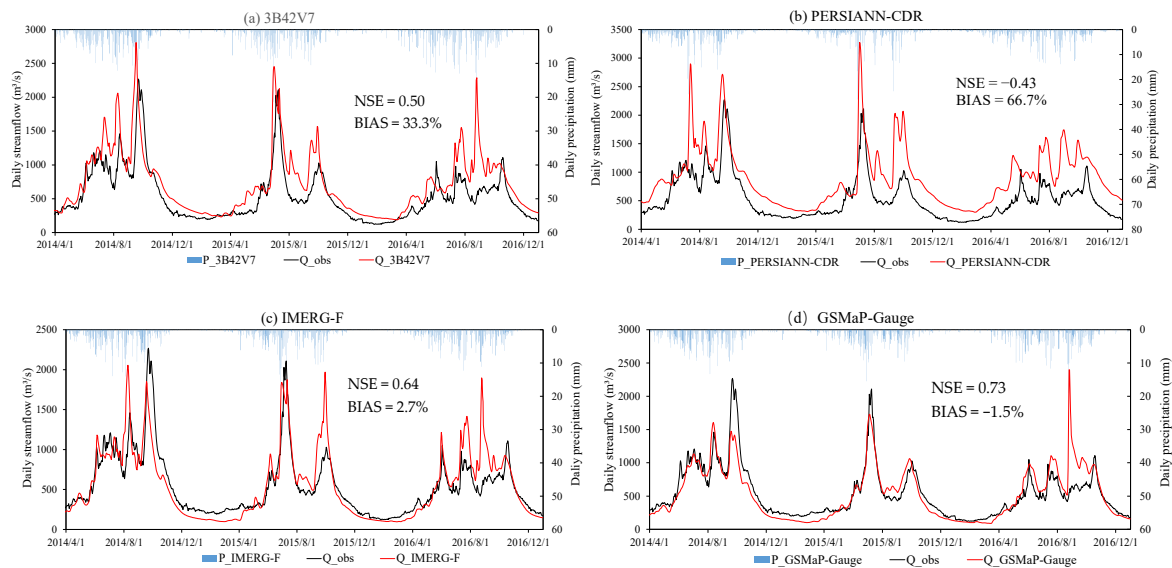 (a) 3B42V7
Daily streamflow (m³/s)
3000
2500
2000
1500
1000
500
0
NSE = 0.50
BIAS = 33.3%
0
10
20
30
40
50
60
Daily precipitation (mm)
2014/4/1 2014/8/1 2014/12/1 2015/4/1 2015/8/1 2015/12/1 2016/4/1 2016/8/1 2016/12/1
P_3B42V7 Q_obs Q_3B42V7
(b) PERSIANN-CDR
Daily streamflow (m³/s)
3500
3000
2500
2000
1500
1000
500
0
NSE = −0.43
BIAS = 66.7%
0
10
20
30
40
50
60
70
80
Daily precipitation (mm)
2014/4/1 2014/8/1 2014/12/1 2015/4/1 2015/8/1 2015/12/1 2016/4/1 2016/8/1 2016/12/1
P_PERSIANN-CDR Q_obs Q_PERSIANN-CDR
(c) IMERG-F
Daily streamflow (m³/s)
2500
2000
1500
1000
500
0
NSE = 0.64
BIAS = 2.7%
0
10
20
30
40
50
60
Daily precipitation (mm)
2014/4/1 2014/8/1 2014/12/1 2015/4/1 2015/8/1 2015/12/1 2016/4/1 2016/8/1 2016/12/1
P_IMERG-F Q_obs Q_IMERG-F
(d) GSMaP-Gauge
Daily streamflow (m³/s)
3000
2500
2000
1500
1000
500
0
NSE = 0.73
BIAS = −1.5%
0
10
20
30
40
50
60
Daily precipitation (mm)
2014/4/1 2014/8/1 2014/12/1 2015/4/1 2015/8/1 2015/12/1 2016/4/1 2016/8/1 2016/12/1
P_GSMaP-Gauge Q_obs Q_GSMaP-Gauge